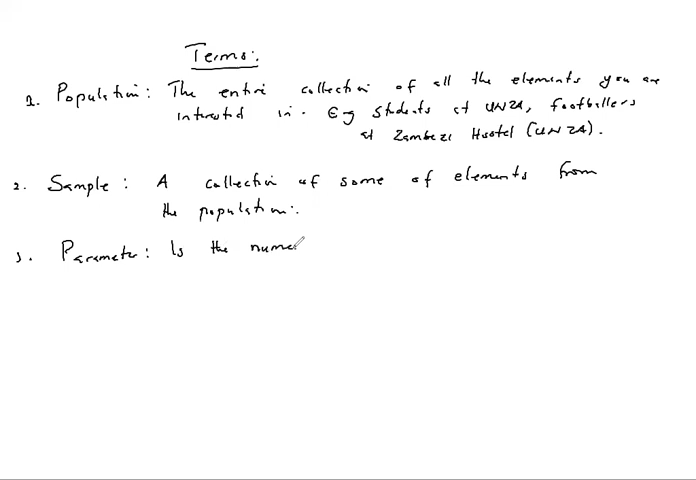 Terms:
1. Population: The entire collection of all the elements you are
interested in. Eg students at UNZA, footballers
at Zambezi Hostel (UNZA).
2. Sample: A collection of some of elements from
the population.
3. Parameter: Is the numer